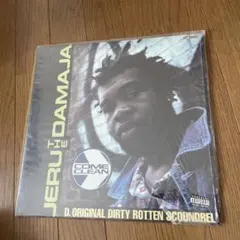 JERU THE DAMAJA
COME CLEAN
D. ORIGINAL DIRTY ROTTEN SCOUNDREL